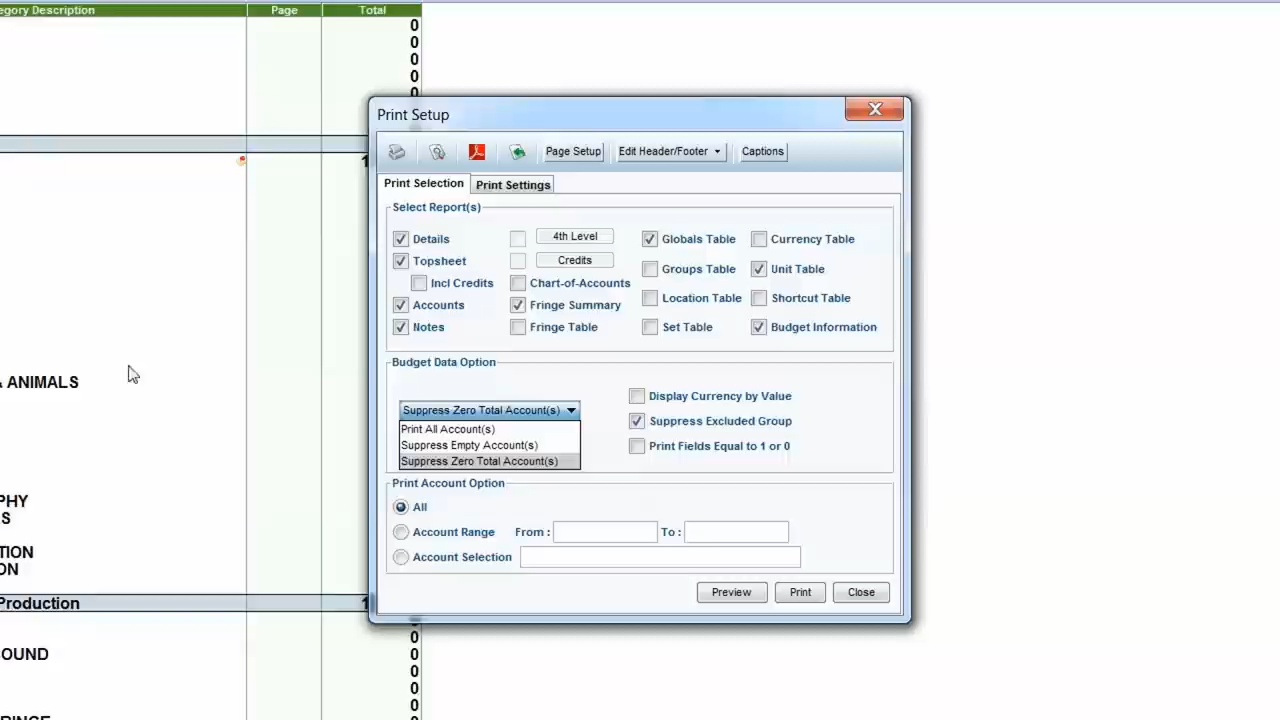 egory Description Page Total
0
0
0
0
0
Print Setup
1
Page Setup Edit Header/Footer Captions
Print Selection Print Settings
Select Report(s)
Details 4th Level Globals Table Currency Table
Topsheet Credits Groups Table Unit Table
Incl Credits Chart-of-Accounts Location Table Shortcut Table
Accounts Fringe Summary Set Table Budget Information
Notes Fringe Table
Budget Data Option
ANIMALS
Suppress Zero Total Account(s) Display Currency by Value
Print All Account(s) Suppress Excluded Group
Suppress Empty Account(s) Print Fields Equal to 1 or 0
Suppress Zero Total Account(s)
Print Account Option
PHY
All
S
Account Range From : To :
TION
Account Selection
ON
Preview Print Close
Production 1
0
OUND 0
0
0
0
RINGE 0